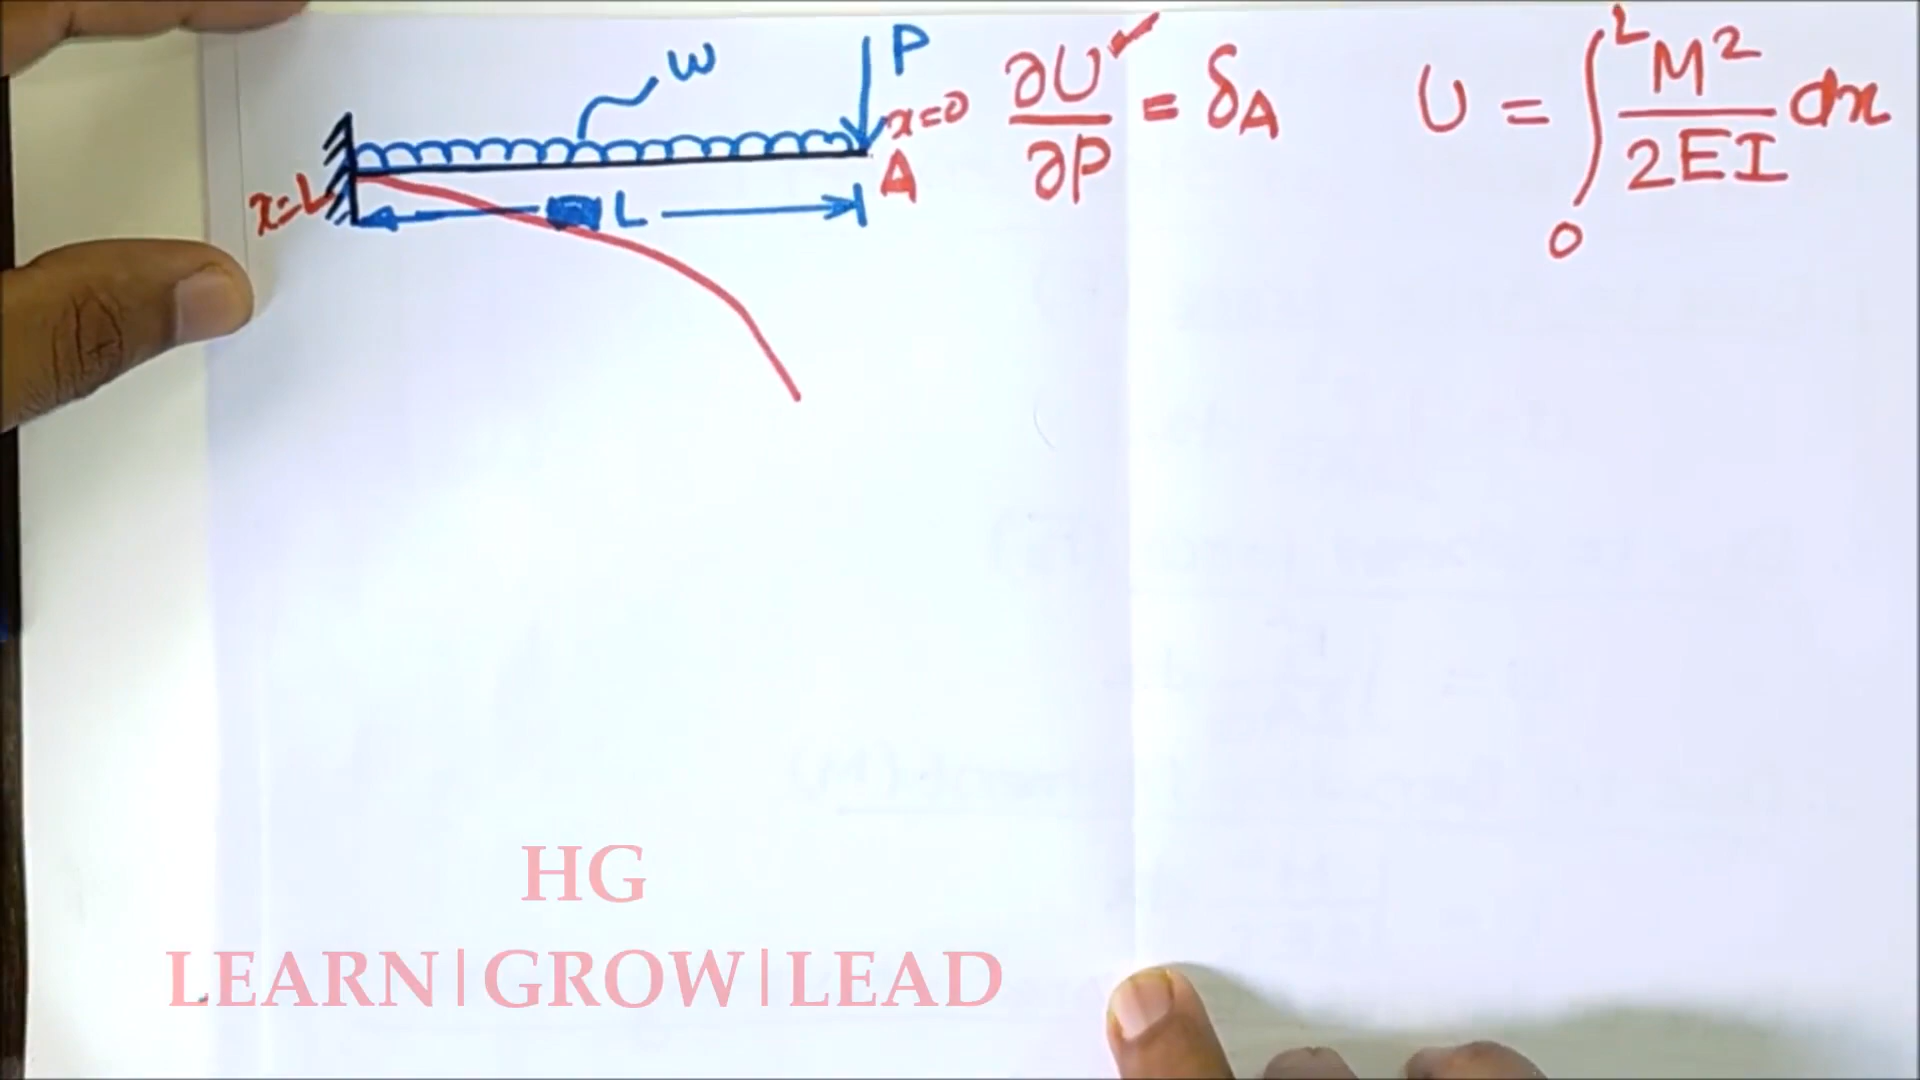 w
P
x=0
A
x=L
L
∂U/∂P = δA
U = ∫₀ᴸ M²/2EI dx
HG
LEARN|GROW|LEAD